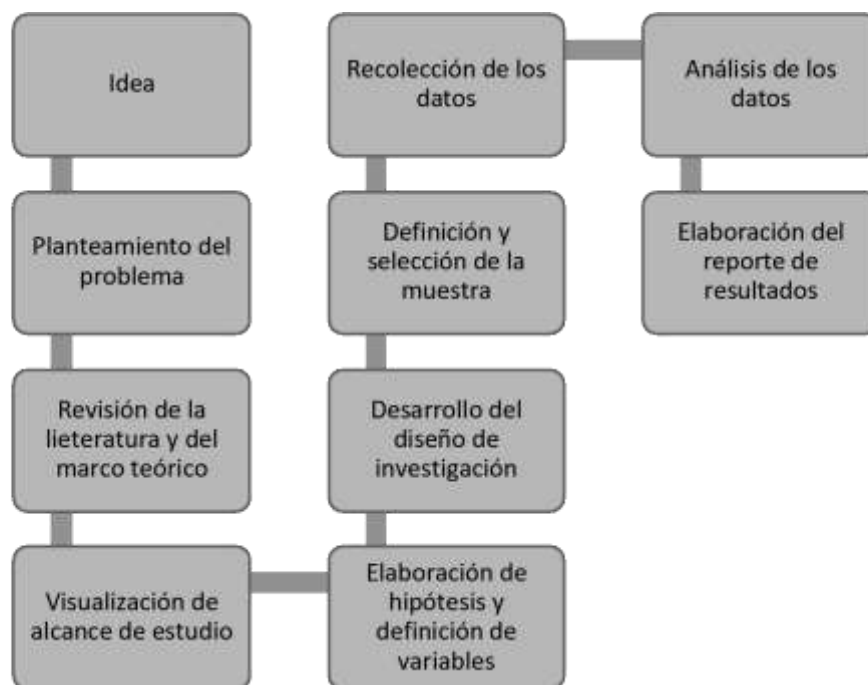 Idea
Planteamiento del
problema
Revisión de la
lieteratura y del
marco teórico
Visualización de
alcance de estudio
Elaboración de
hipótesis y
definición de
variables
Desarrollo del
diseño de
investigación
Definición y
selección de la
muestra
Recolección de los
datos
Análisis de los
datos
Elaboración del
reporte de
resultados